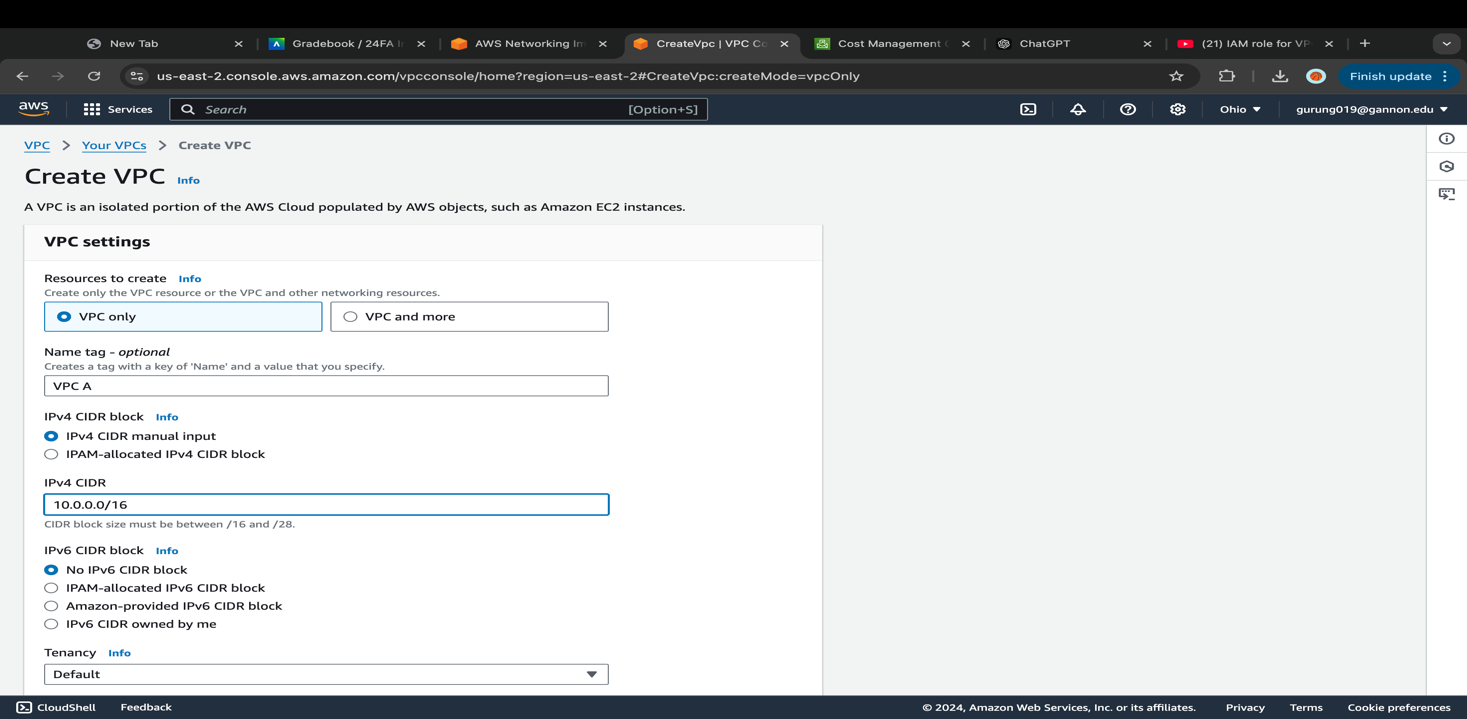 New Tab
Gradebook / 24FA I
AWS Networking Im
CreateVpc | VPC Co
Cost Management C
ChatGPT
(21) IAM role for VP
us-east-2.console.aws.amazon.com/vpcconsole/home?region=us-east-2#CreateVpc:createMode=vpcOnly
Finish update
aws
Services
Search
[Option+S]
Ohio
gurung019@gannon.edu
VPC
Your VPCs
Create VPC
Create VPC Info
A VPC is an isolated portion of the AWS Cloud populated by AWS objects, such as Amazon EC2 instances.
VPC settings
Resources to create Info
Create only the VPC resource or the VPC and other networking resources.
VPC only
VPC and more
Name tag - optional
Creates a tag with a key of 'Name' and a value that you specify.
VPC A
IPv4 CIDR block Info
IPv4 CIDR manual input
IPAM-allocated IPv4 CIDR block
IPv4 CIDR
10.0.0.0/16
CIDR block size must be between /16 and /28.
IPv6 CIDR block Info
No IPv6 CIDR block
IPAM-allocated IPv6 CIDR block
Amazon-provided IPv6 CIDR block
IPv6 CIDR owned by me
Tenancy Info
Default
CloudShell
Feedback
© 2024, Amazon Web Services, Inc. or its affiliates.
Privacy
Terms
Cookie preferences